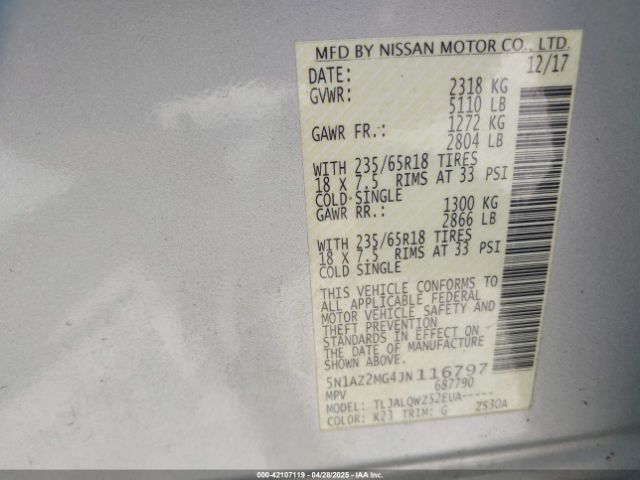 MFD BY NISSAN MOTOR CO., LTD.
DATE: 12/17
GVWR: 2318 KG
5110 LB
GAWR FR.: 1272 KG
2804 LB
WITH 235/65R18 TIRES
18 X 7.5 RIMS AT 33 PSI
COLD SINGLE
GAWR RR.: 1300 KG
2866 LB
WITH 235/65R18 TIRES
18 X 7.5 RIMS AT 33 PSI
COLD SINGLE
THIS VEHICLE CONFORMS TO
ALL APPLICABLE FEDERAL
MOTOR VEHICLE SAFETY AND
THEFT PREVENTION
STANDARDS IN EFFECT ON
THE DATE OF MANUFACTURE
SHOWN ABOVE.
5N1AZ2MG4JN116797
MPV 687790
MODEL: TLJALQWZS2EUA-----
COLOR: K23 TRIM: G ZS30A
000-42107119 | 04/28/2025 - IAA Inc.